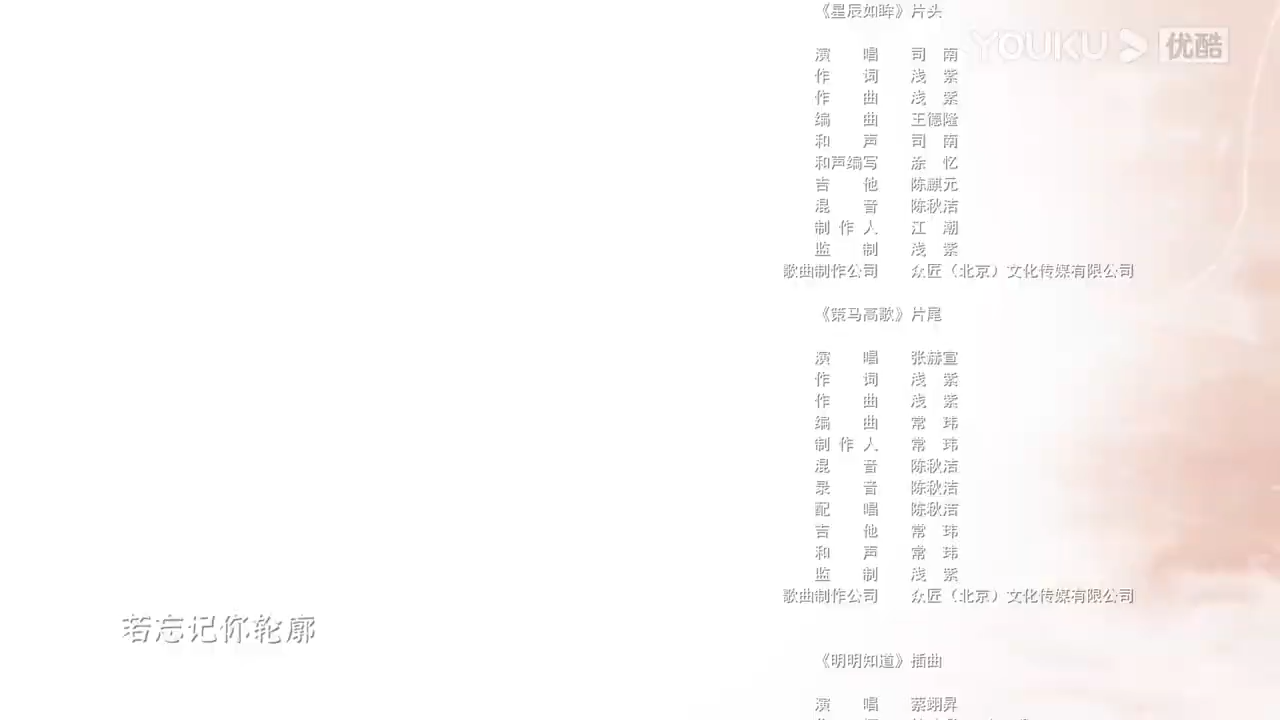 《星辰如眸》片头
YOUKU 优酷
演 唱 司 南
作 词 浅 紫
作 曲 浅 紫
编 曲 王德隆
和 声 司 南
和声编写 涂 忆
吉 他 陈麒元
混 音 陈秋洁
制 作 人 江 潮
监 制 浅 紫
歌曲制作公司 众匠（北京）文化传媒有限公司
《策马高歌》片尾
演 唱 张赫宣
作 词 浅 紫
作 曲 浅 紫
编 曲 常 玮
制 作 人 常 玮
混 音 陈秋洁
录 音 陈秋洁
配 唱 陈秋洁
吉 他 常 玮
和 声 常 玮
监 制 浅 紫
歌曲制作公司 众匠（北京）文化传媒有限公司
若忘记你轮廓
《明明知道》插曲
演 唱 蔡翊昇